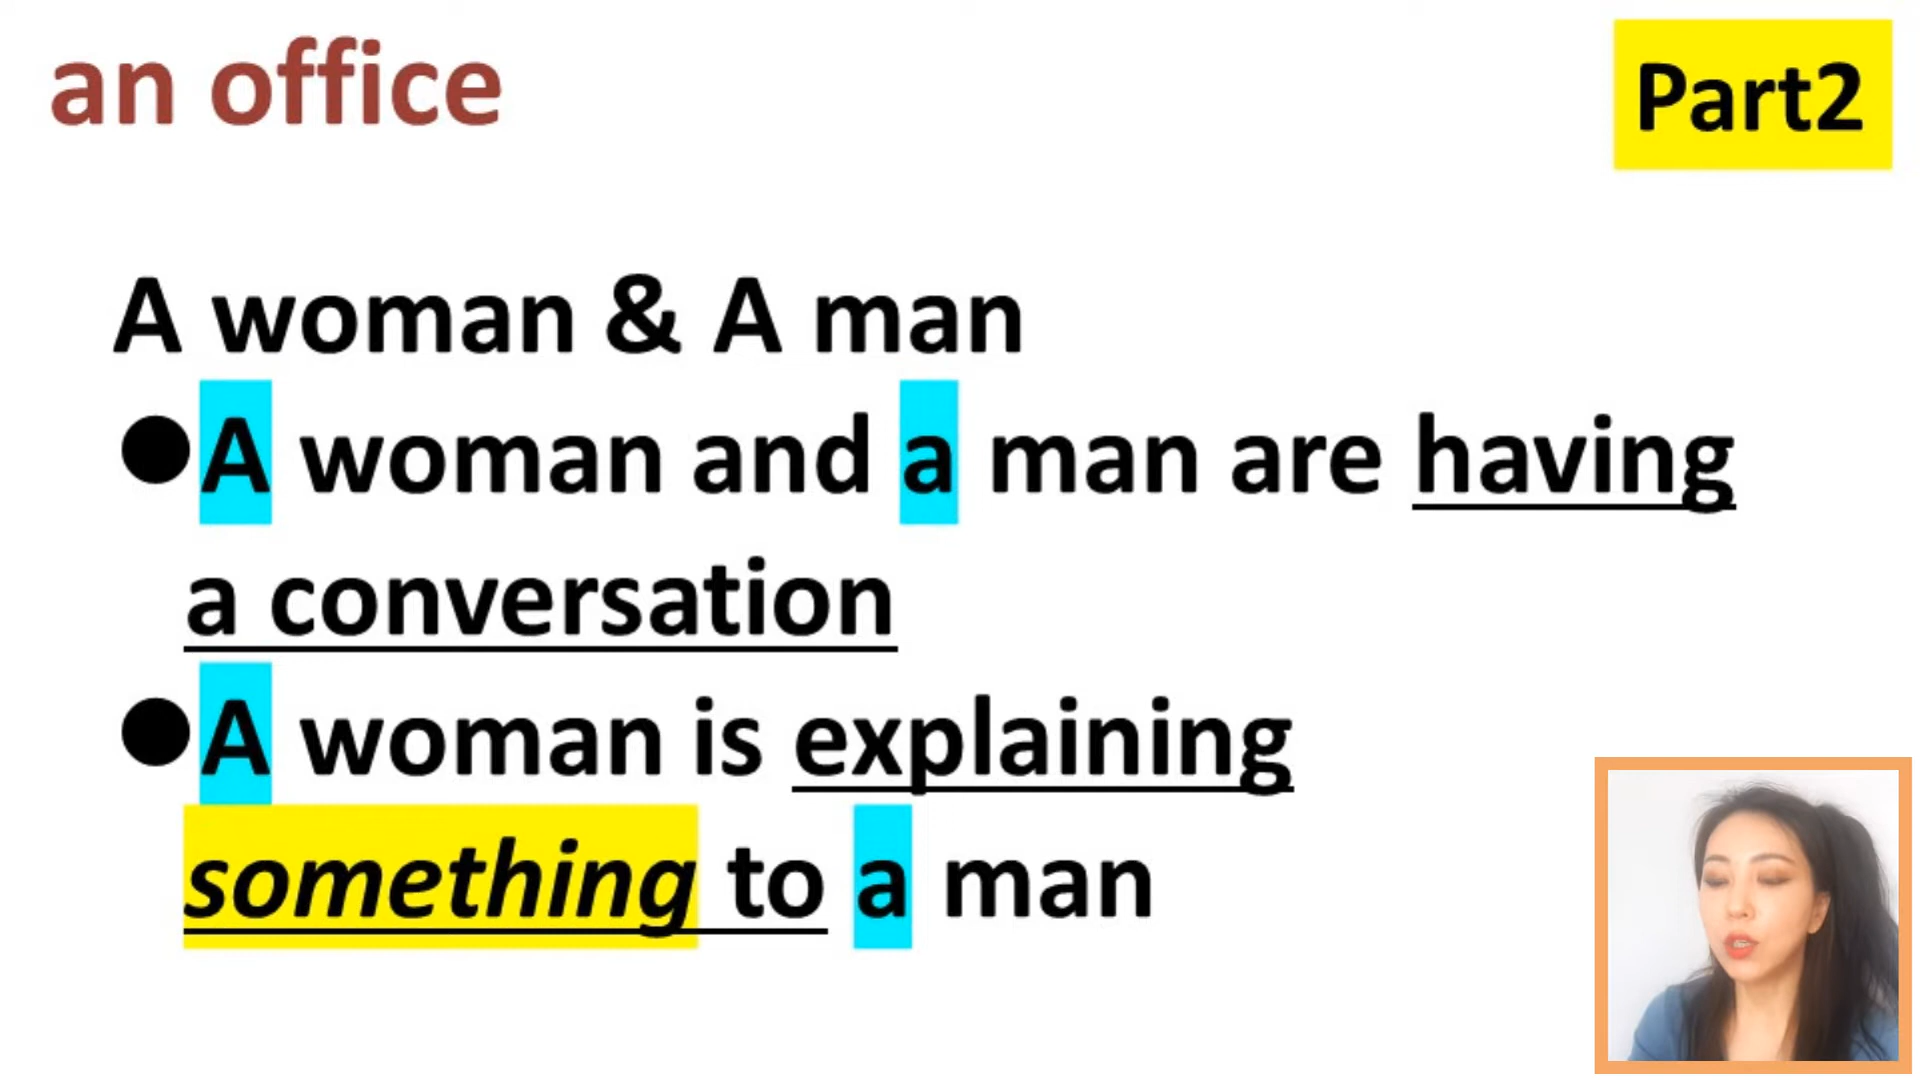 an office
Part2
A woman & A man
●A woman and a man are having
a conversation
●A woman is explaining
something to a man